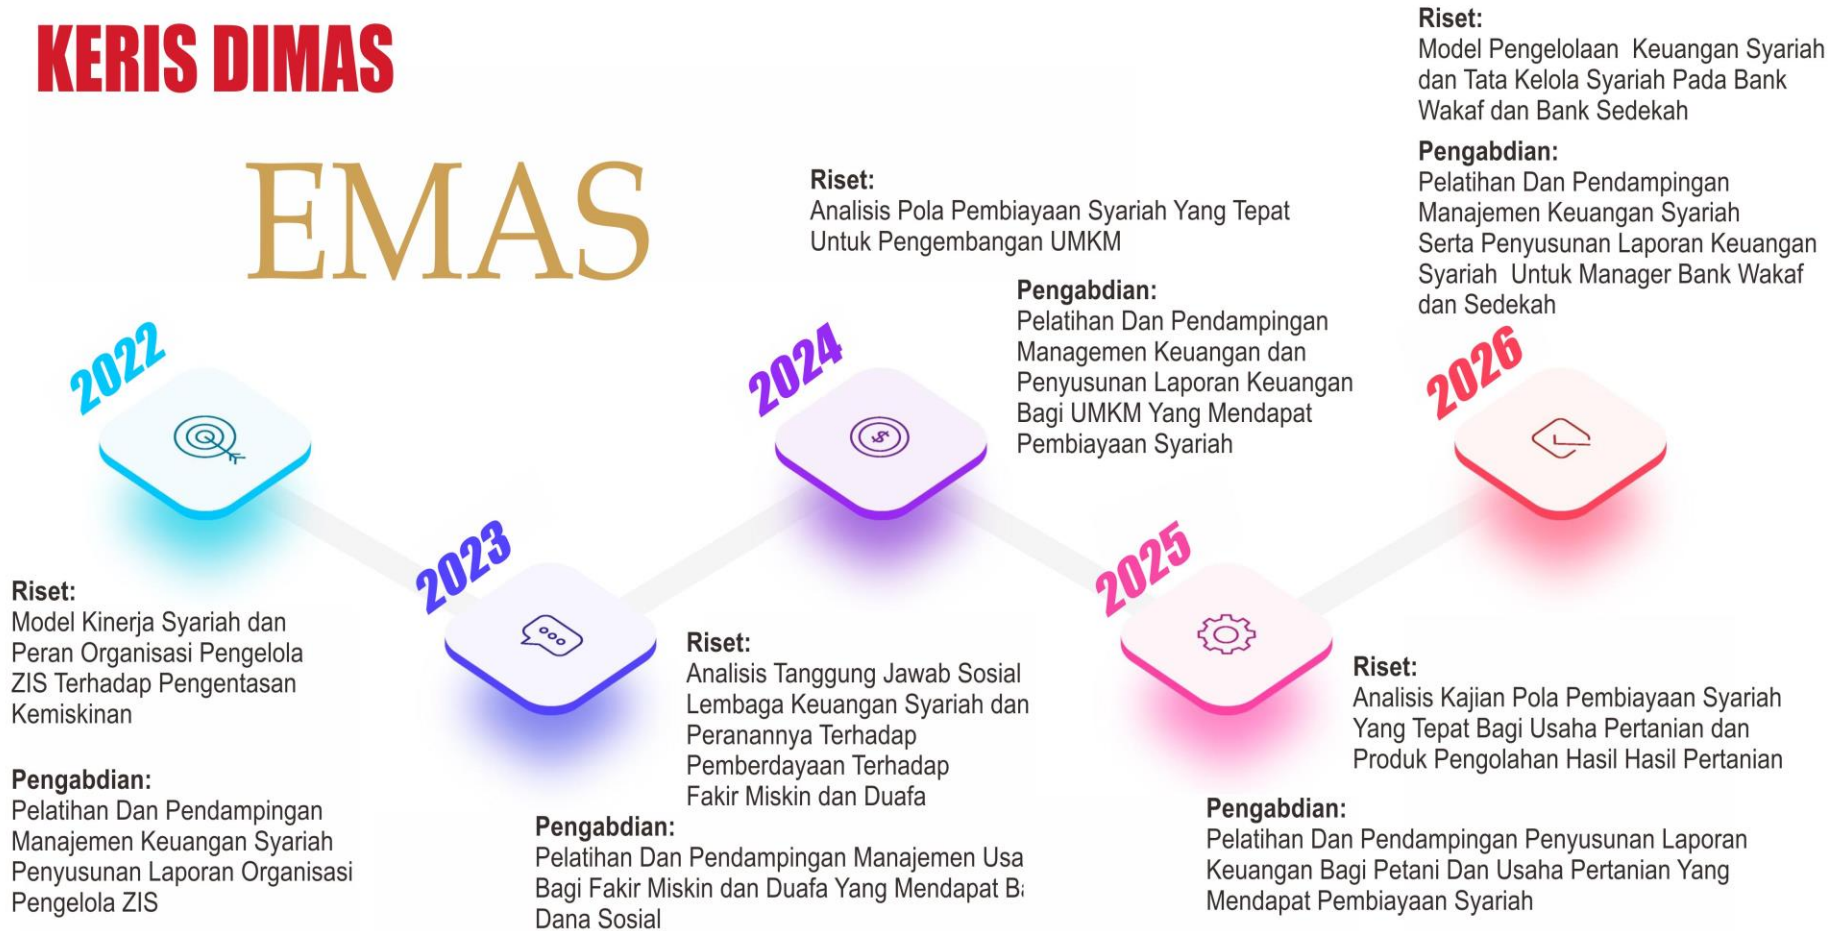 KERIS DIMAS
EMAS
2022
Riset:
Model Kinerja Syariah dan
Peran Organisasi Pengelola
ZIS Terhadap Pengentasan
Kemiskinan
Pengabdian:
Pelatihan Dan Pendampingan
Manajemen Keuangan Syariah
Penyusunan Laporan Organisasi
Pengelola ZIS
2023
Riset:
Analisis Tanggung Jawab Sosial
Lembaga Keuangan Syariah dan
Peranannya Terhadap
Pemberdayaan Terhadap
Fakir Miskin dan Duafa
Pengabdian:
Pelatihan Dan Pendampingan Manajemen Usa
Bagi Fakir Miskin dan Duafa Yang Mendapat
Dana Sosial
2024
Riset:
Analisis Pola Pembiayaan Syariah Yang Tepat
Untuk Pengembangan UMKM
Pengabdian:
Pelatihan Dan Pendampingan
Managemen Keuangan dan
Penyusunan Laporan Keuangan
Bagi UMKM Yang Mendapat
Pembiayaan Syariah
$
2025
Riset:
Analisis Kajian Pola Pembiayaan Syariah
Yang Tepat Bagi Usaha Pertanian dan
Produk Pengolahan Hasil Hasil Pertanian
Pengabdian:
Pelatihan Dan Pendampingan Penyusunan Laporan
Keuangan Bagi Petani Dan Usaha Pertanian Yang
Mendapat Pembiayaan Syariah
2026
Riset:
Model Pengelolaan Keuangan Syariah
dan Tata Kelola Syariah Pada Bank
Wakaf dan Bank Sedekah
Pengabdian:
Pelatihan Dan Pendampingan
Manajemen Keuangan Syariah
Serta Penyusunan Laporan Keuangan
Syariah Untuk Manager Bank Wakaf
dan Sedekah